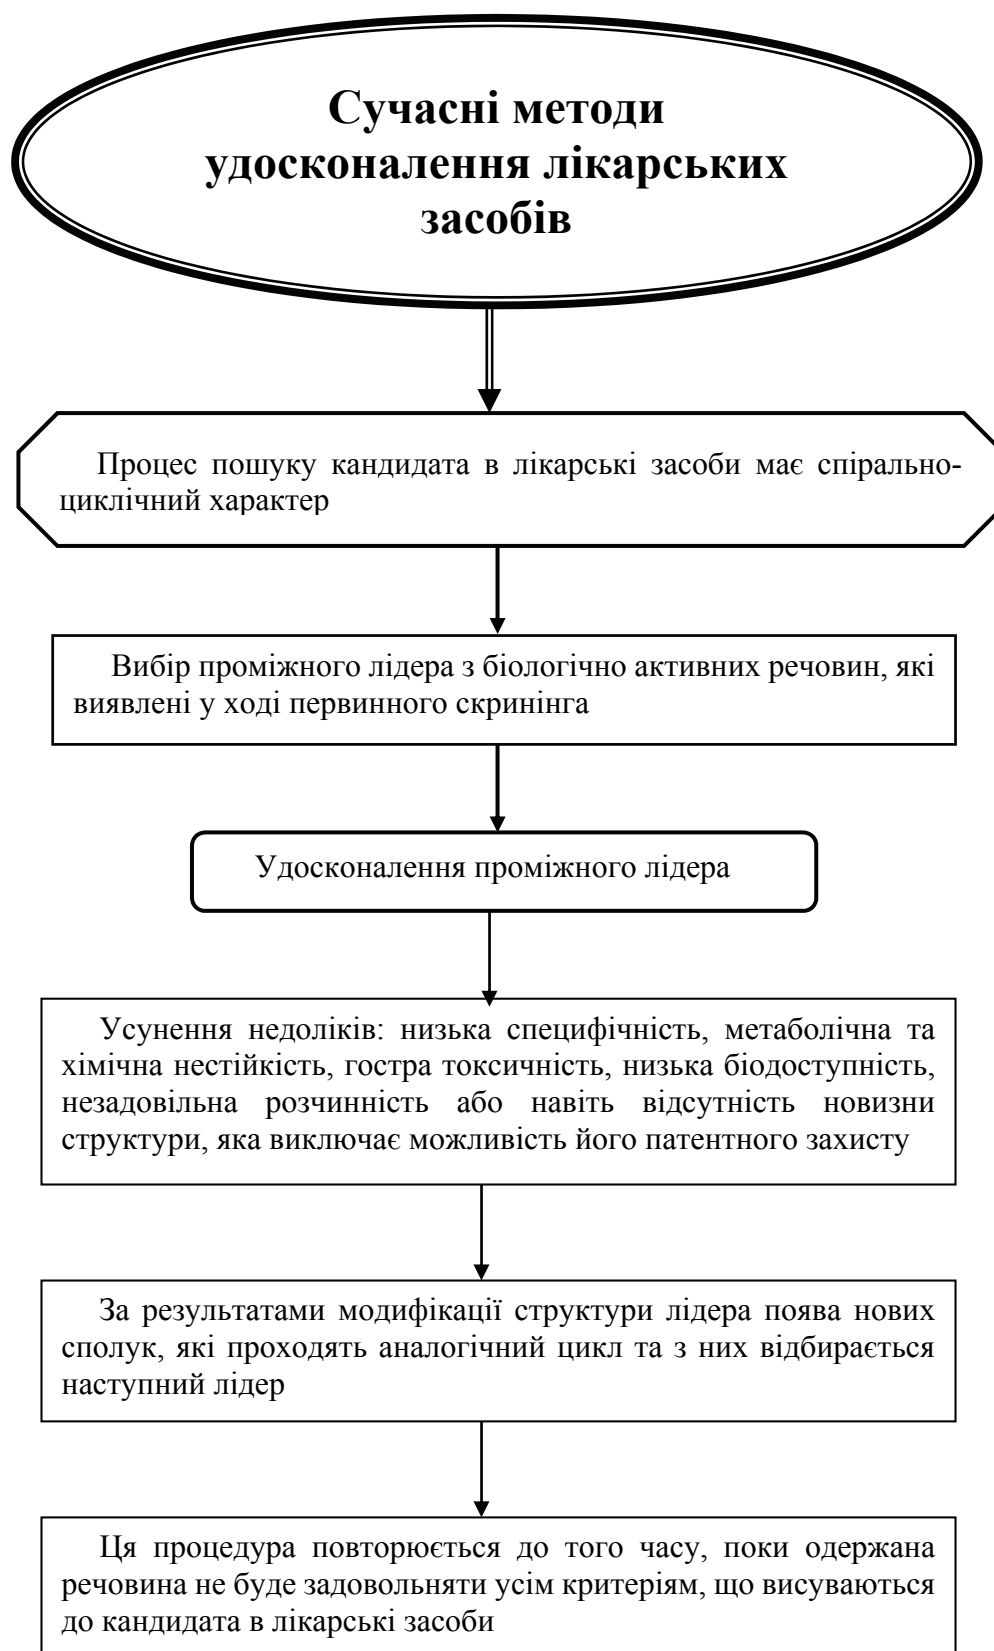 Сучасні методи
удосконалення лікарських
засобів
Процес пошуку кандидата в лікарські засоби має спірально-
циклічний характер
Вибір проміжного лідера з біологічно активних речовин, які
виявлені у ході первинного скринінга
Удосконалення проміжного лідера
Усунення недоліків: низька специфічність, метаболічна та
хімічна нестійкість, гостра токсичність, низька біодоступність,
незадовільна розчинність або навіть відсутність новизни
структури, яка виключає можливість його патентного захисту
За результатами модифікації структури лідера поява нових
сполук, які проходять аналогічний цикл та з них відбирається
наступний лідер
Ця процедура повторюється до того часу, поки одержана
речовина не буде задовольняти усім критеріям, що висуваються
до кандидата в лікарські засоби